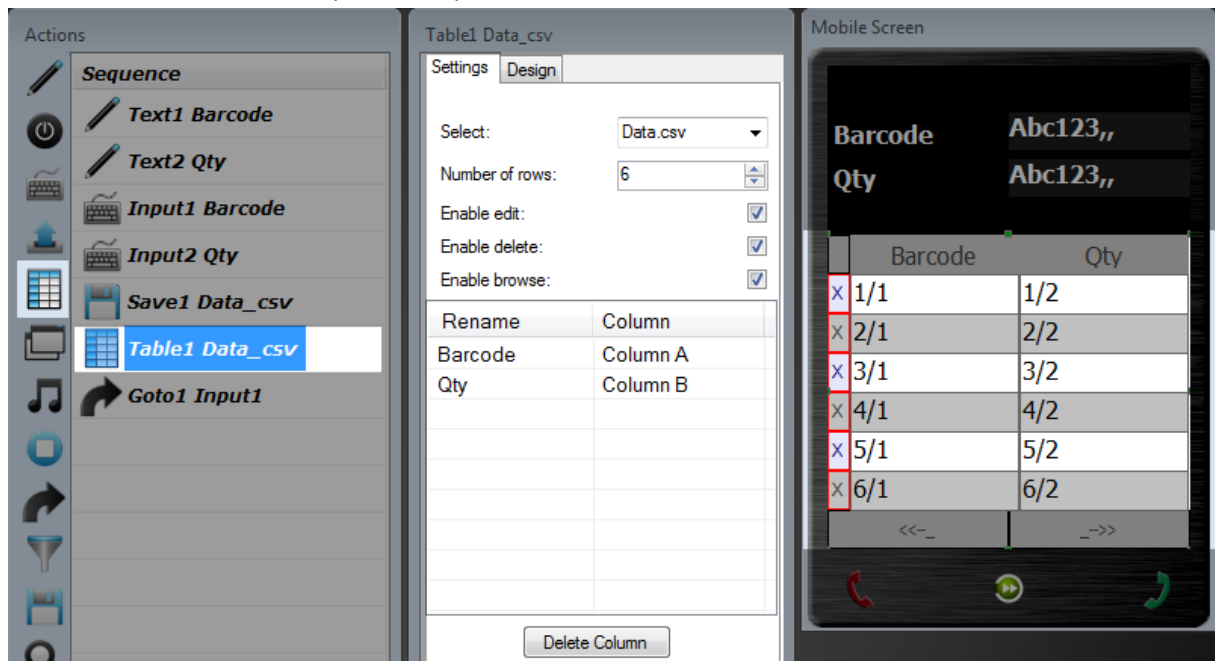 Actions
Sequence
Text1 Barcode
Text2 Qty
Input1 Barcode
Input2 Qty
Save1 Data_csv
Table1 Data_csv
Goto1 Input1
Table1 Data_csv
Settings Design
Select: Data.csv
Number of rows: 6
Enable edit:
Enable delete:
Enable browse:
Rename Column
Barcode Column A
Qty Column B
Delete Column
Mobile Screen
Barcode Abc123,,
Qty Abc123,,
Barcode Qty
X 1/1 1/2
X 2/1 2/2
X 3/1 3/2
X 4/1 4/2
X 5/1 5/2
X 6/1 6/2
<<--_ _-->>